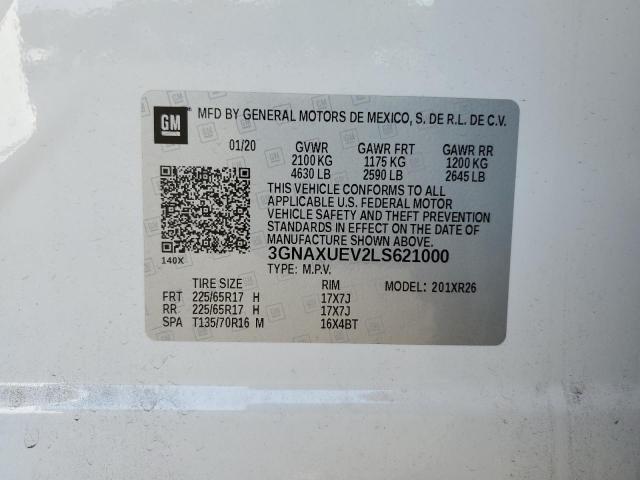 GM
MFD BY GENERAL MOTORS DE MEXICO, S. DE R.L. DE C.V.
01/20 GVWR GAWR FRT GAWR RR
2100 KG 1175 KG 1200 KG
4630 LB 2590 LB 2645 LB
THIS VEHICLE CONFORMS TO ALL
APPLICABLE U.S. FEDERAL MOTOR
VEHICLE SAFETY AND THEFT PREVENTION
STANDARDS IN EFFECT ON THE DATE OF
MANUFACTURE SHOWN ABOVE.
140X
3GNAXUEV2LS621000
TYPE: M.P.V.
TIRE SIZE RIM MODEL: 201XR26
FRT 225/65R17 H 17X7J
RR 225/65R17 H 17X7J
SPA T135/70R16 M 16X4BT